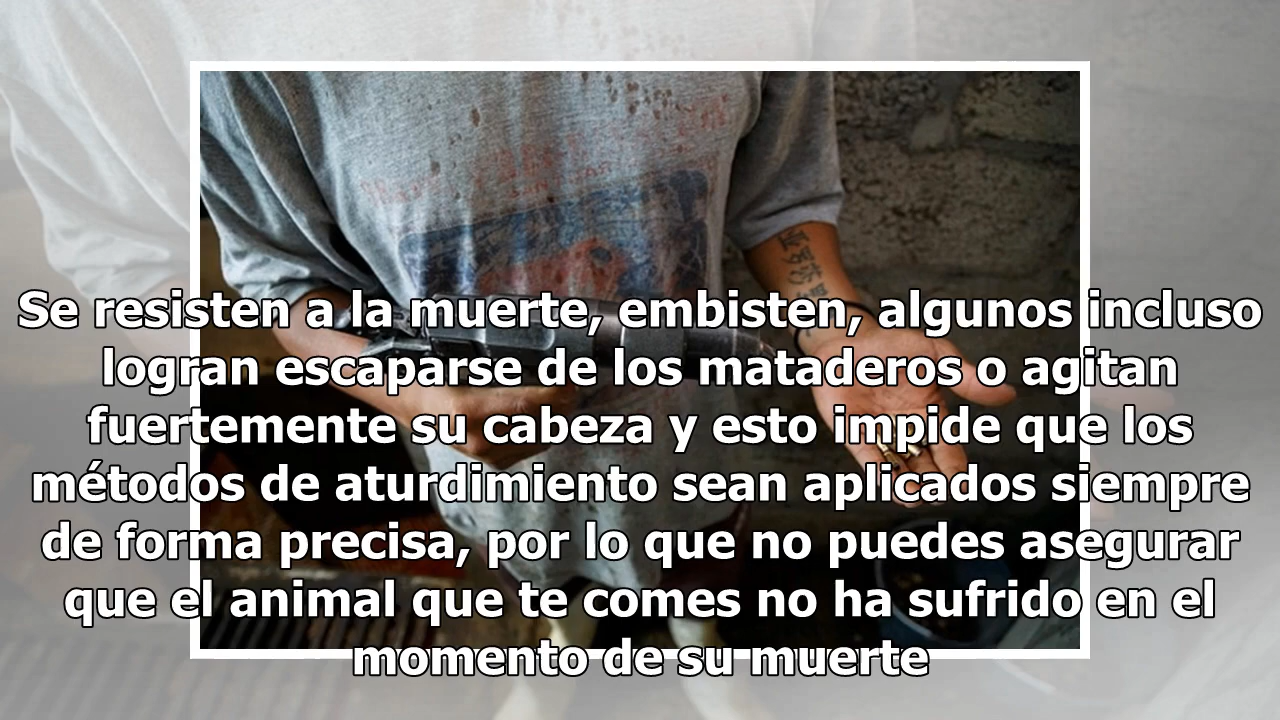 Se resisten a la muerte, embisten, algunos incluso
logran escaparse de los mataderos o agitan
fuertemente su cabeza y esto impide que los
métodos de aturdimiento sean aplicados siempre
de forma precisa, por lo que no puedes asegurar
que el animal que te comes no ha sufrido en el
momento de su muerte